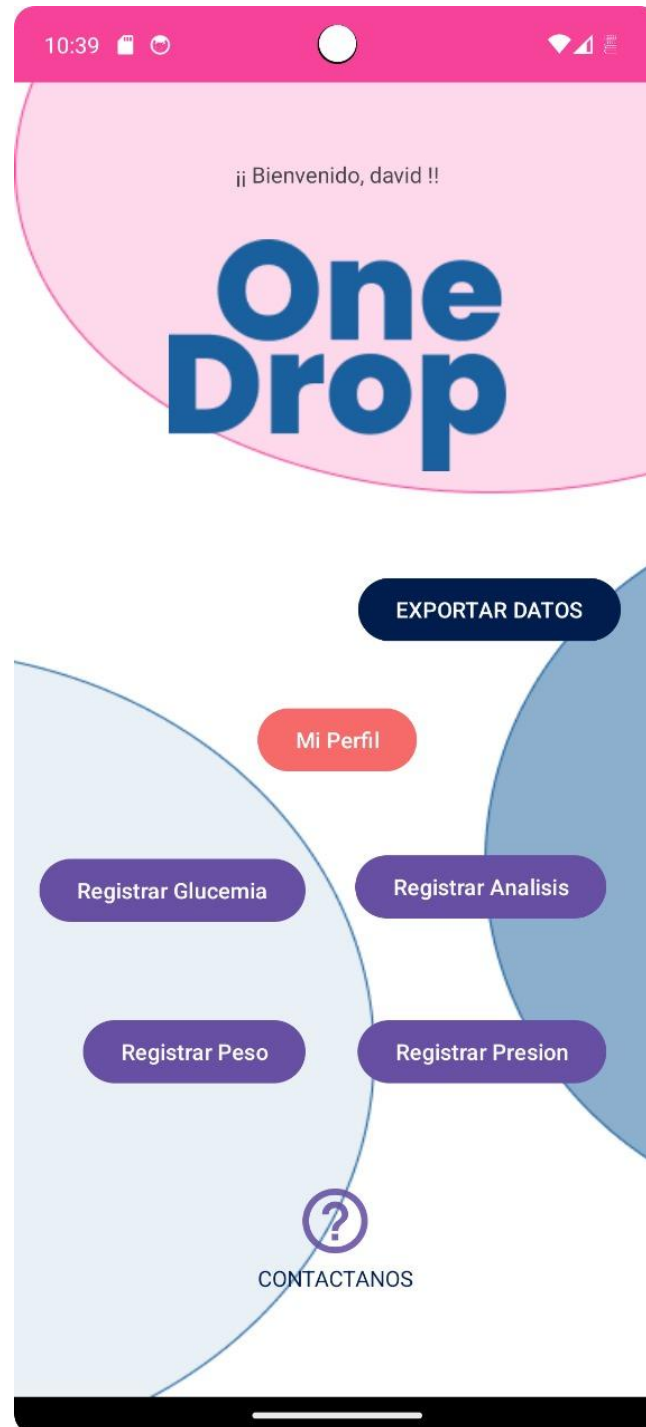 10:39
¡¡ Bienvenido, david !!
One
Drop
EXPORTAR DATOS
Mi Perfil
Registrar Glucemia
Registrar Analisis
Registrar Peso
Registrar Presion
?
CONTACTANOS